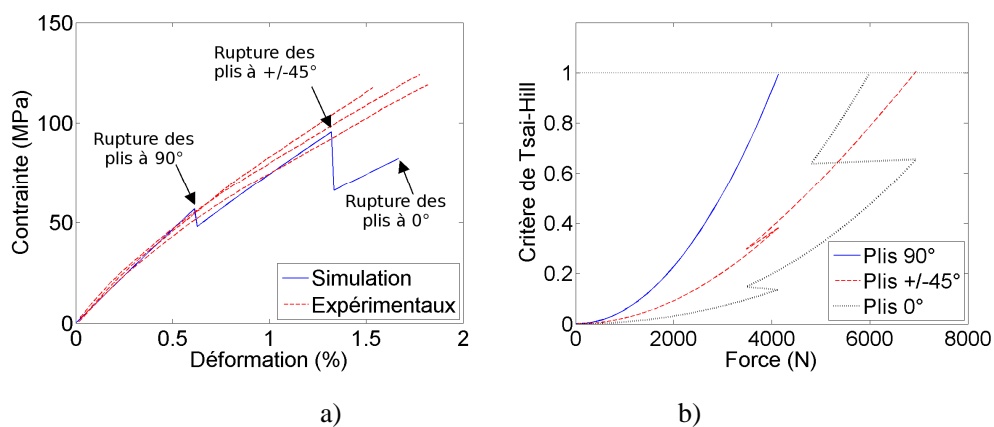 150
100
50
0
0
0.5
1
1.5
2
Contrainte (MPa)
Déformation (%)
Rupture des
plis à 90°
Rupture des
plis à +/-45°
Rupture des
plis à 0°
Simulation
Expérimentaux
a)
1
0.8
0.6
0.4
0.2
0
0
2000
4000
6000
8000
Critère de Tsai-Hill
Force (N)
Plis 90°
Plis +/-45°
Plis 0°
b)